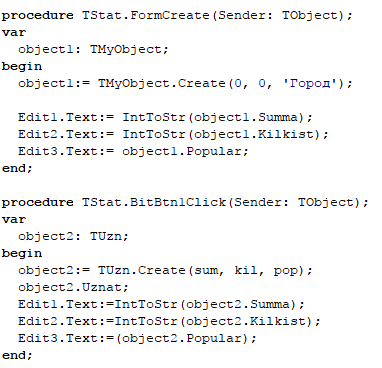 procedure TStat.FormCreate(Sender: TObject);
var
  object1: TMyObject;
begin
  object1:= TMyObject.Create(0, 0, 'Город');

  Edit1.Text:= IntToStr(object1.Summa);
  Edit2.Text:= IntToStr(object1.Kilkist);
  Edit3.Text:= object1.Popular;
end;

procedure TStat.BitBtn1Click(Sender: TObject);
var
  object2: TUzn;
begin
  object2:= TUzn.Create(sum, kil, pop);
  object2.Uznat;
  Edit1.Text:=IntToStr(object2.Summa);
  Edit2.Text:=IntToStr(object2.Kilkist);
  Edit3.Text:=(object2.Popular);
end;